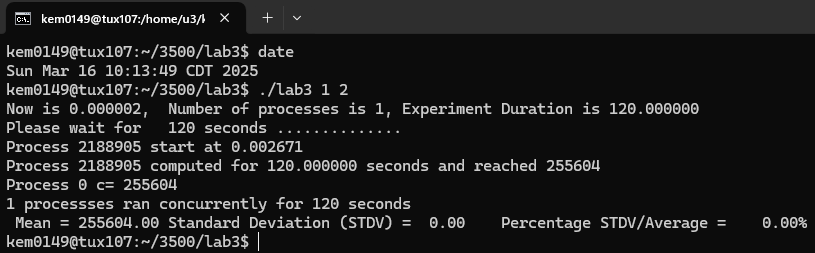 kem0149@tux107:/home/u3/k
kem0149@tux107:~/3500/lab3$ date
Sun Mar 16 10:13:49 CDT 2025
kem0149@tux107:~/3500/lab3$ ./lab3 1 2
Now is 0.000002,  Number of processes is 1, Experiment Duration is 120.000000
Please wait for   120 seconds ..............
Process 2188905 start at 0.002671
Process 2188905 computed for 120.000000 seconds and reached 255604
Process 0 c= 255604
1 processses ran concurrently for 120 seconds
 Mean = 255604.00 Standard Deviation (STDV) =  0.00    Percentage STDV/Average =    0.00%
kem0149@tux107:~/3500/lab3$